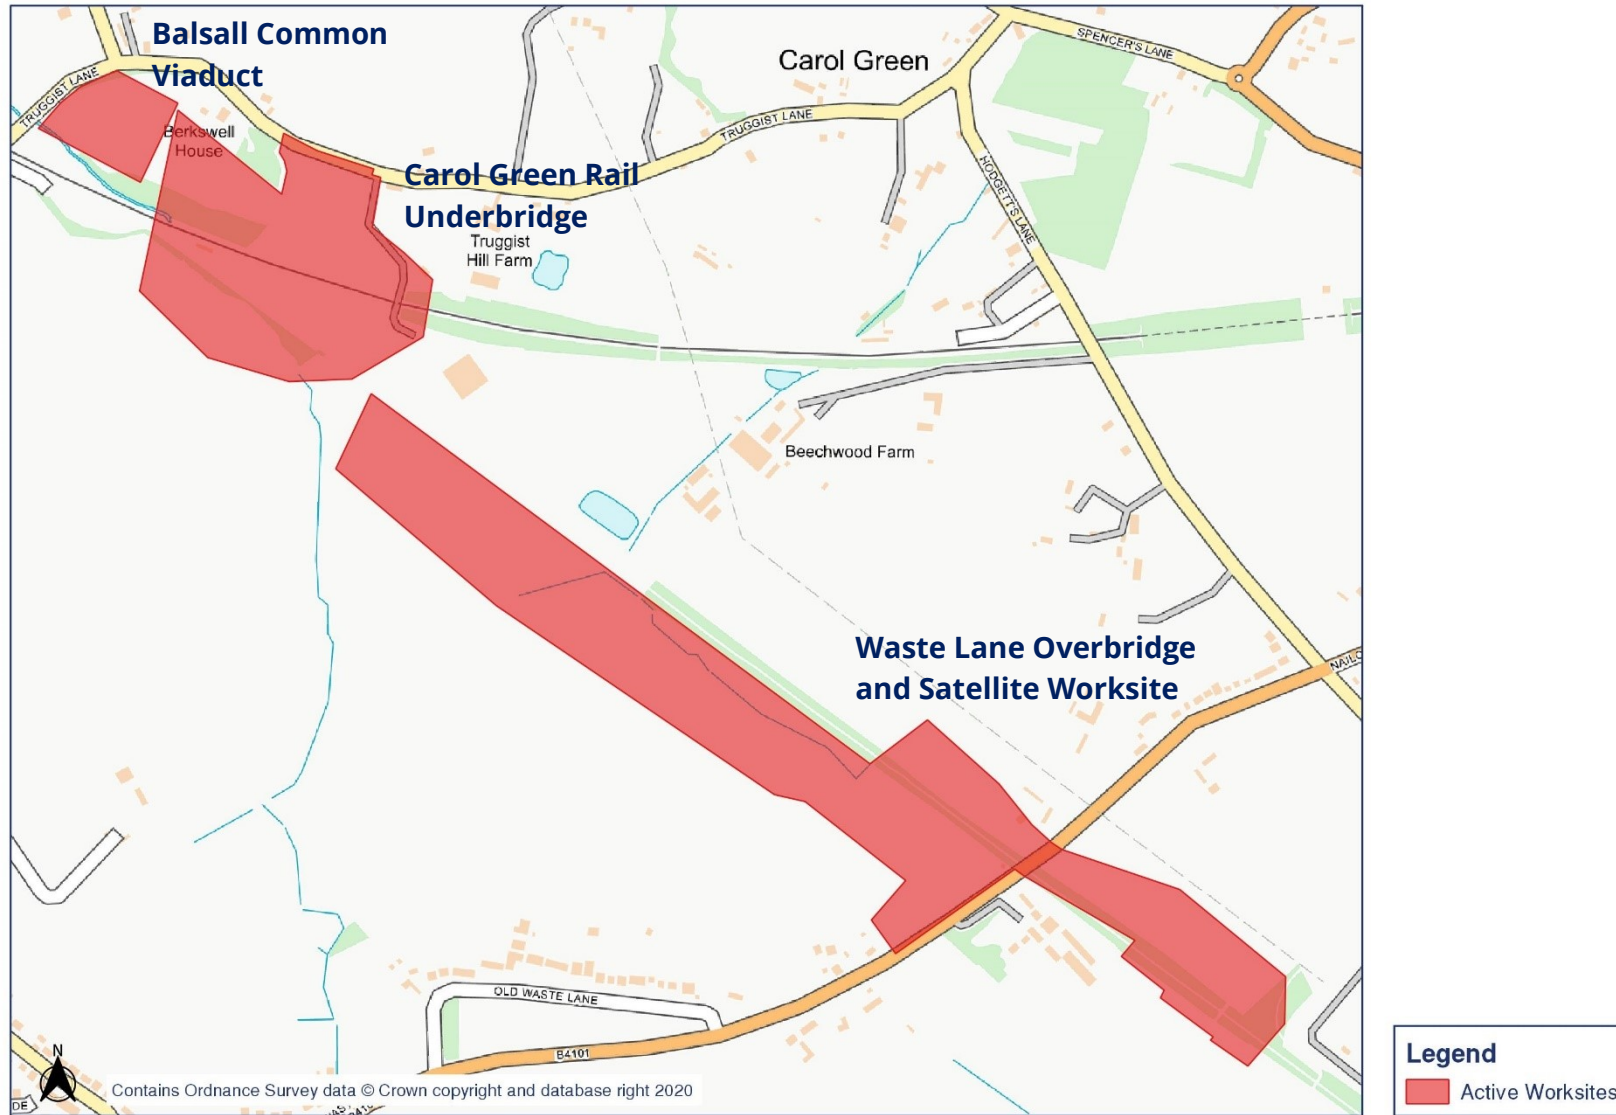 Balsall Common
Viaduct
Carol Green
SPENCER'S LANE
TRUGGIST LANE
TRUGGIST LANE
Berkswell
House
Carol Green Rail
Underbridge
HODGETT'S LANE
Truggist
Hill Farm
Beechwood Farm
Waste Lane Overbridge
and Satellite Worksite
OLD WASTE LANE
B4101
N
Contains Ordnance Survey data © Crown copyright and database right 2020
DE
Legend
Active Worksites